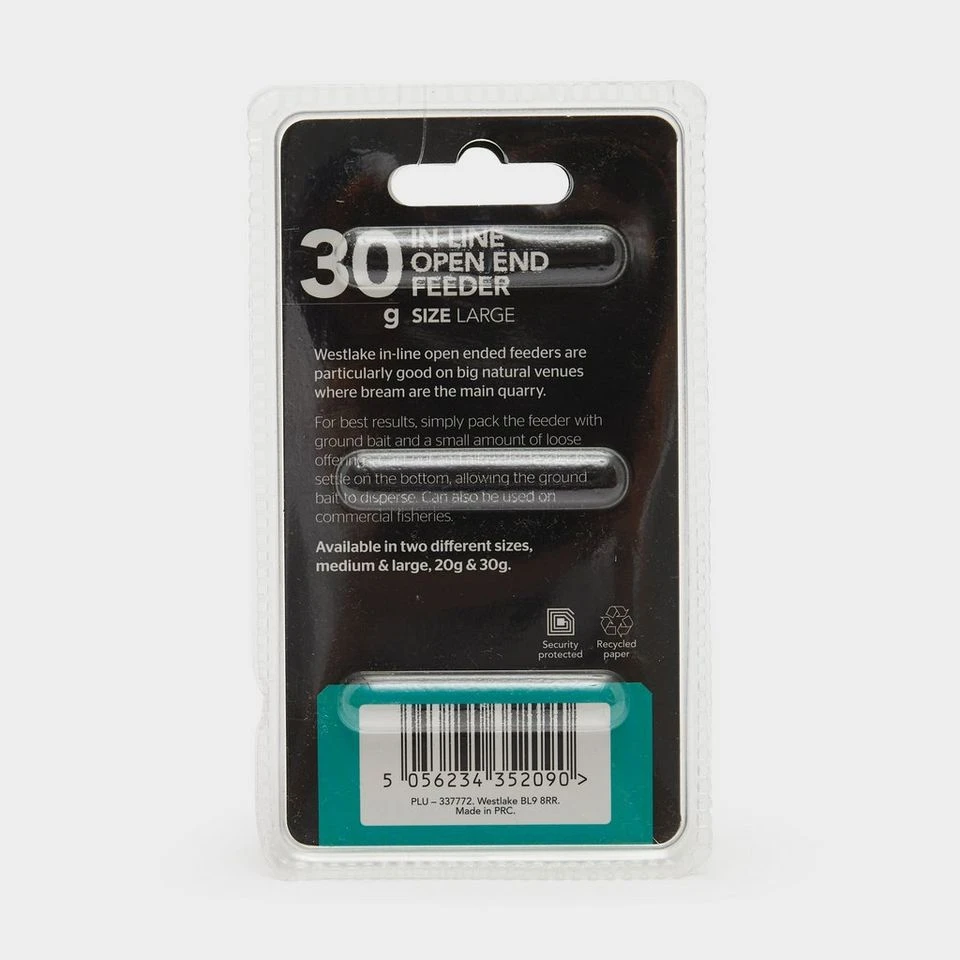 30
g
IN-LINE
OPEN END
FEEDER
SIZE LARGE
Westlake in-line open ended feeders are
particularly good on big natural venues
where bream are the main quarry.
For best results, simply pack the feeder with
ground bait and a small amount of loose
settle on the bottom, allowing the ground
bait to disperse. Can also be used on
commercial fisheries.
Available in two different sizes,
medium & large, 20g & 30g.
Security
protected
Recycled
paper
5 056234 352090 >
PLU – 337772. Westlake BL9 8RR.
Made in PRC.